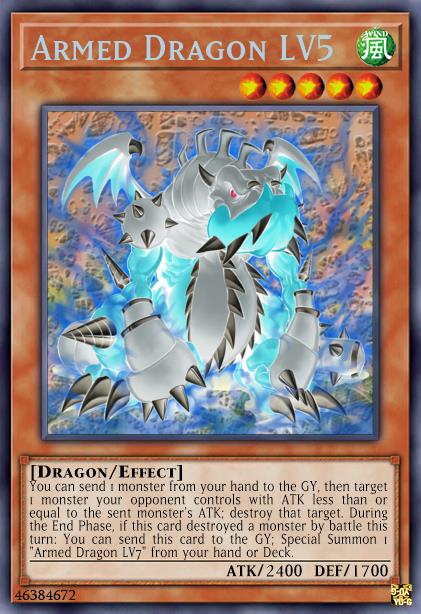 ARMED DRAGON LV5
WIND
風
[DRAGON/EFFECT]
You can send 1 monster from your hand to the GY, then target
1 monster your opponent controls with ATK less than or
equal to the sent monster's ATK; destroy that target. During
the End Phase, if this card destroyed a monster by battle this
turn: You can send this card to the GY; Special Summon 1
"Armed Dragon LV7" from your hand or Deck.
ATK/2400 DEF/1700
46384672